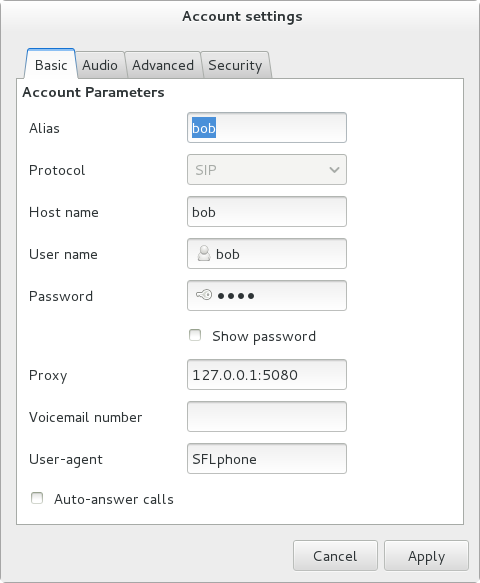 Account settings
Basic Audio Advanced Security
Account Parameters
Alias bob
Protocol SIP
Host name bob
User name bob
Password ••••
Show password
Proxy 127.0.0.1:5080
Voicemail number
User-agent SFLphone
Auto-answer calls
Cancel Apply